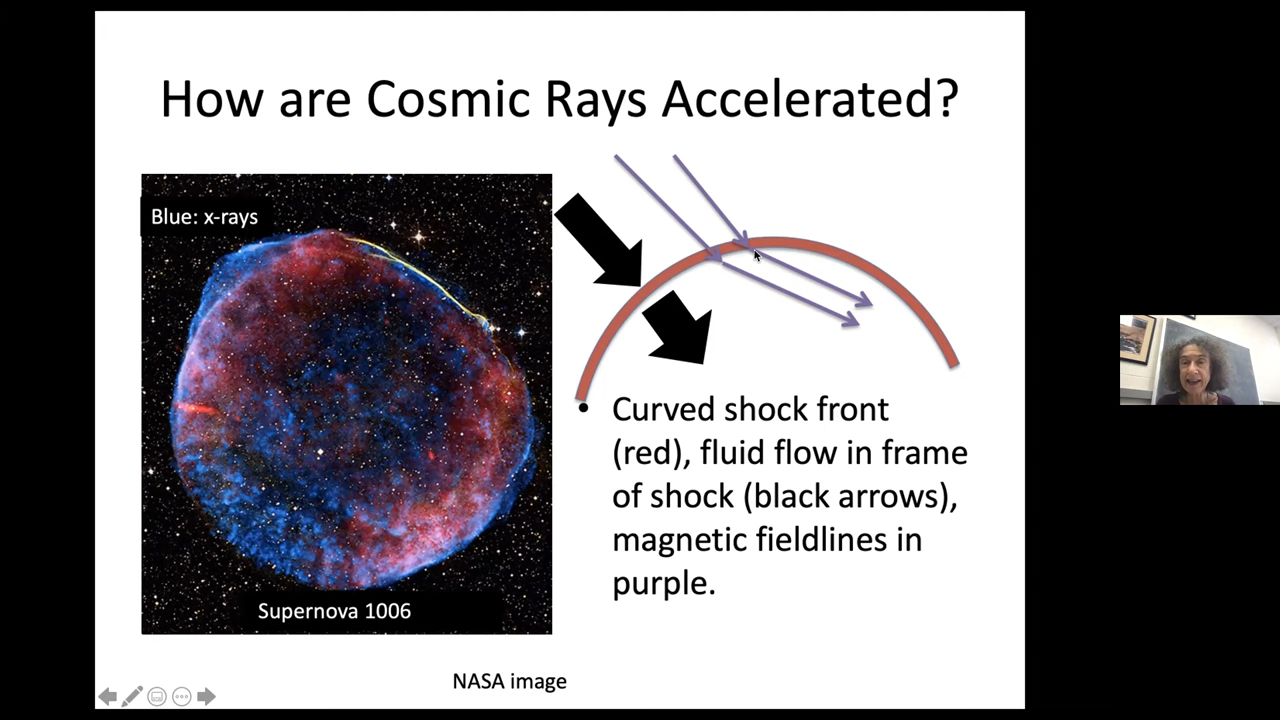 How are Cosmic Rays Accelerated?
Blue: x-rays
Supernova 1006
• Curved shock front
(red), fluid flow in frame
of shock (black arrows),
magnetic fieldlines in
purple.
NASA image